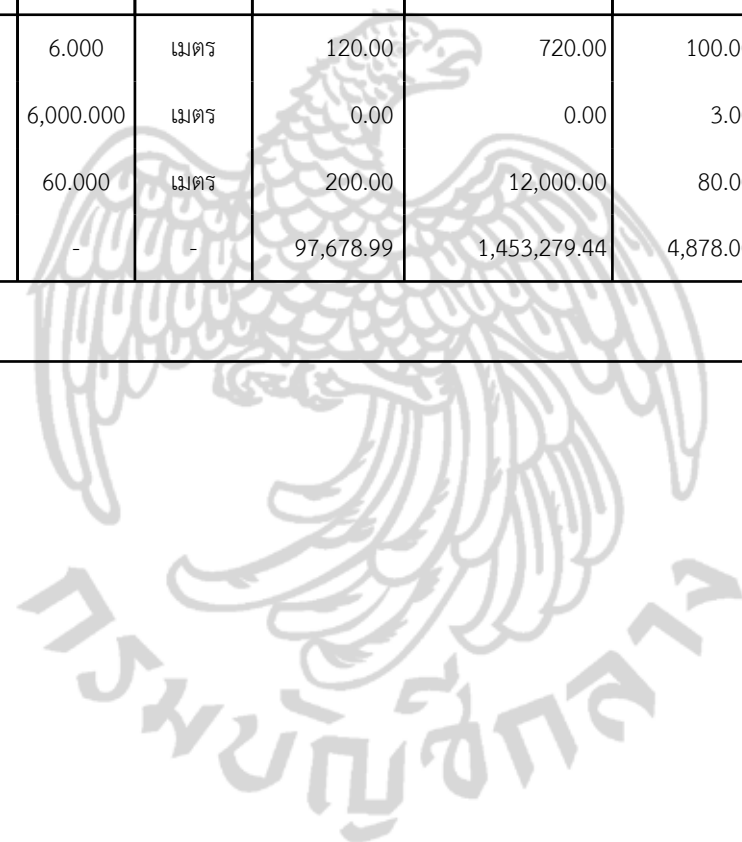 6.000 เมตร 120.00 720.00 100.0
6,000.000 เมตร 0.00 0.00 3.0
60.000 เมตร 200.00 12,000.00 80.0
- - 97,678.99 1,453,279.44 4,878.0
กรมบัญชีกลาง